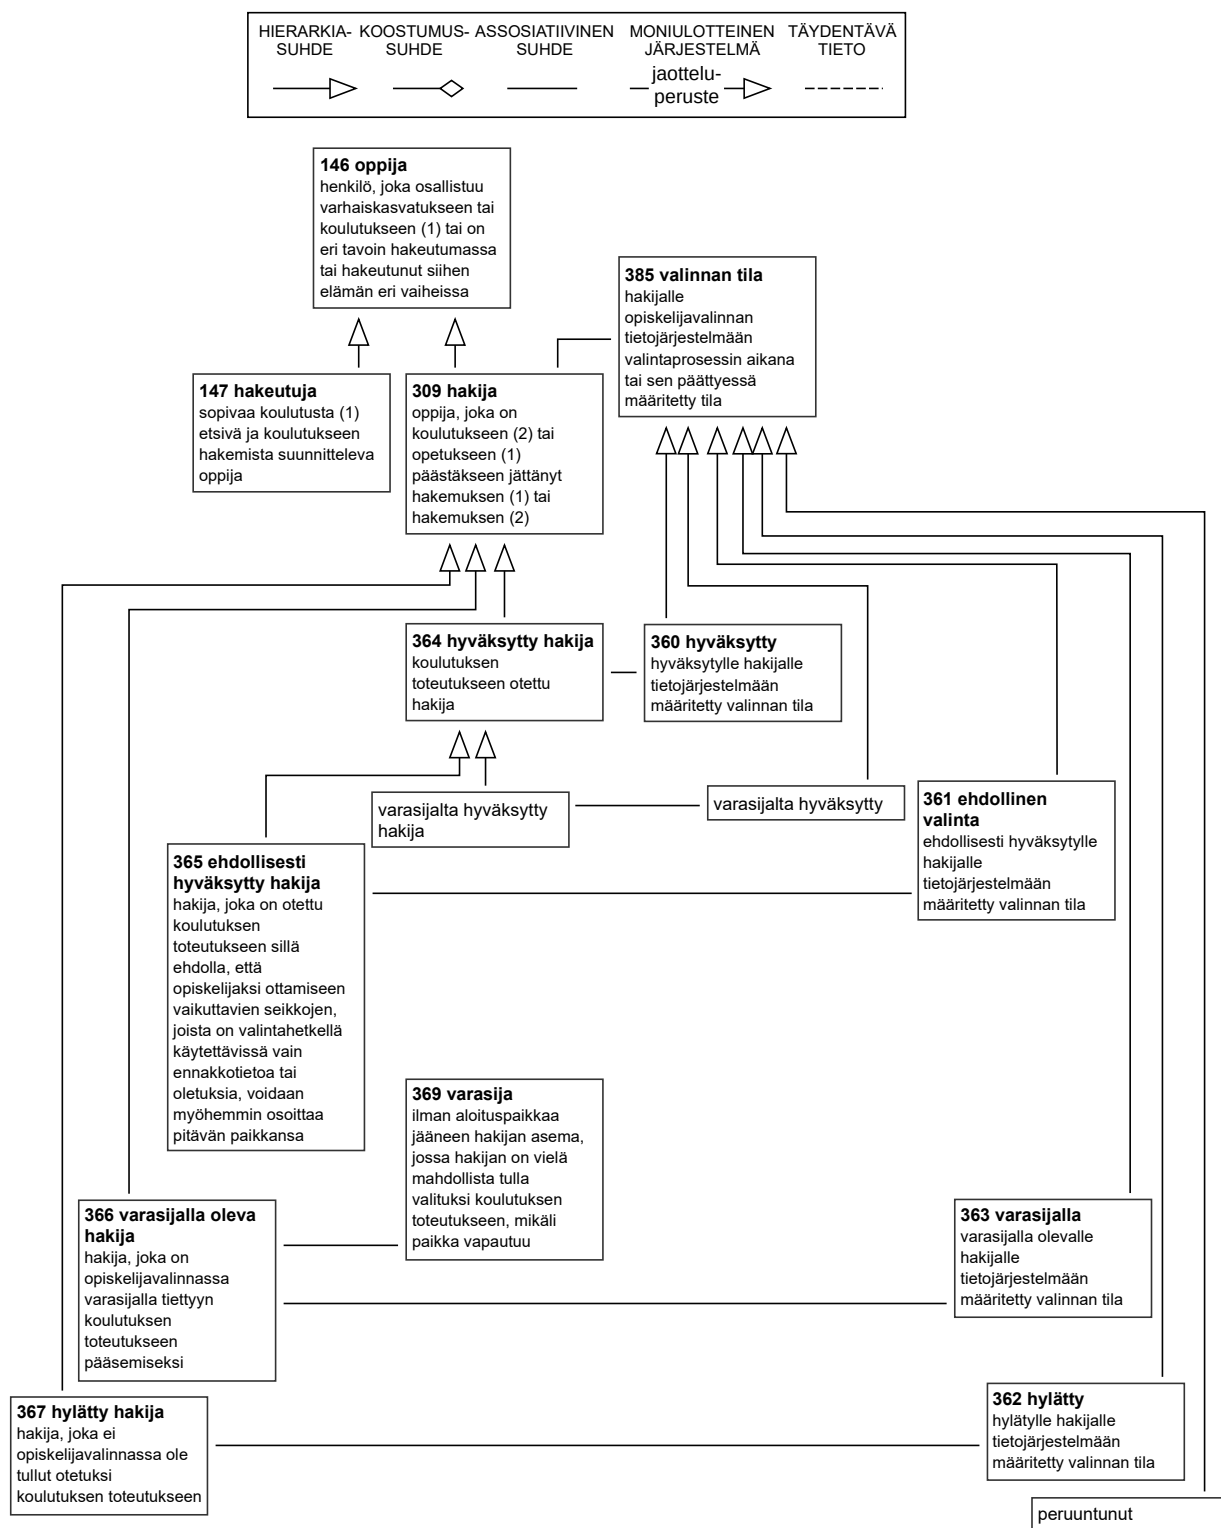 HIERARKIA-
SUHDE
KOOSTUMUS-
SUHDE
ASSOSIATIIVINEN
SUHDE
MONIULOTTEINEN
JÄRJESTELMÄ
jaottelu-
peruste
TÄYDENTÄVÄ
TIETO
146 oppija
henkilö, joka osallistuu
varhaiskasvatukseen tai
koulutukseen (1) tai on
eri tavoin hakeutumassa
tai hakeutunut siihen
elämän eri vaiheissa
385 valinnan tila
hakijalle
opiskelijavalinnan
tietojärjestelmään
valintaprosessin aikana
tai sen päättyessä
määritetty tila
147 hakeutuja
sopivaa koulutusta (1)
etsivä ja koulutukseen
hakemista suunnitteleva
oppija
309 hakija
oppija, joka on
koulutukseen (2) tai
opetukseen (1)
päästäkseen jättänyt
hakemuksen (1) tai
hakemuksen (2)
364 hyväksytty hakija
koulutuksen
toteutukseen otettu
hakija
360 hyväksytty
hyväksytylle hakijalle
tietojärjestelmään
määritetty valinnan tila
varasijalta hyväksytty
hakija
varasijalta hyväksytty
361 ehdollinen
valinta
ehdollisesti hyväksytylle
hakijalle
tietojärjestelmään
määritetty valinnan tila
365 ehdollisesti
hyväksytty hakija
hakija, joka on otettu
koulutuksen
toteutukseen sillä
ehdolla, että
opiskelijaksi ottamiseen
vaikuttavien seikkojen,
joista on valintahetkellä
käytettävissä vain
ennakkotietoa tai
oletuksia, voidaan
myöhemmin osoittaa
pitävän paikkansa
369 varasija
ilman aloituspaikkaa
jääneen hakijan asema,
jossa hakijan on vielä
mahdollista tulla
valituksi koulutuksen
toteutukseen, mikäli
paikka vapautuu
366 varasijalla oleva
hakija
hakija, joka on
opiskelijavalinnassa
varasijalla tiettyyn
koulutuksen
toteutukseen
pääsemiseksi
363 varasijalla
varasijalla olevalle
hakijalle
tietojärjestelmään
määritetty valinnan tila
367 hylätty hakija
hakija, joka ei
opiskelijavalinnassa ole
tullut otetuksi
koulutuksen toteutukseen
362 hylätty
hylätylle hakijalle
tietojärjestelmään
määritetty valinnan tila
peruuntunut